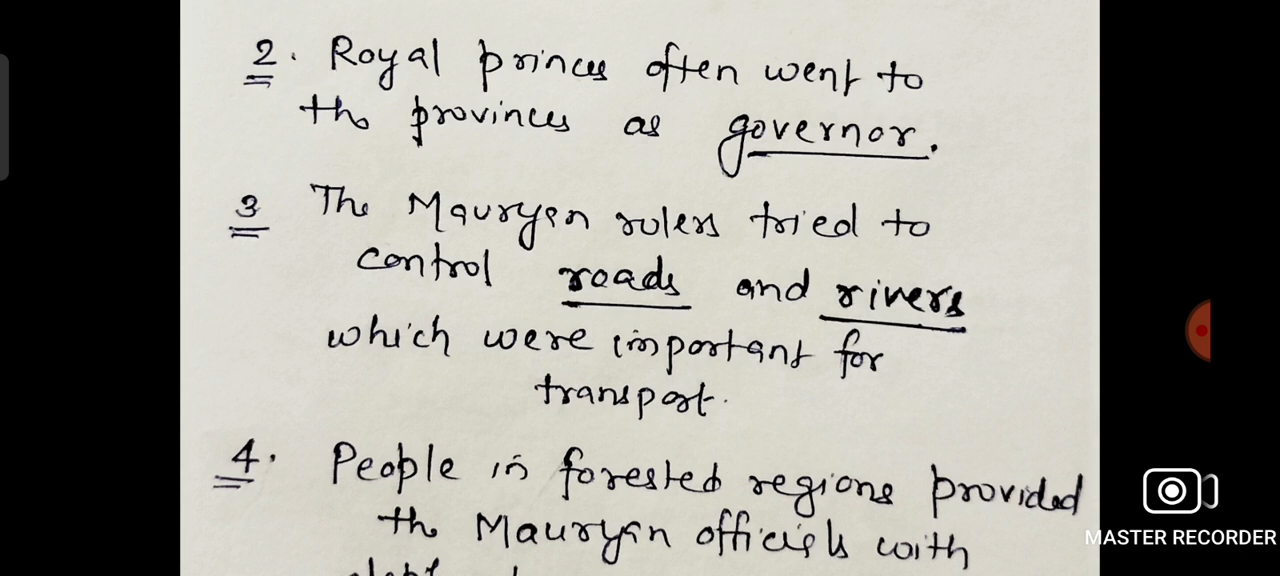 2. Royal princes often went to
the provinces as governor.
3 The Mauryan rulers tried to
control roads and rivers
which were important for
transport.
4. People in forested regions provided
the Mauryan officials with
MASTER RECORDER